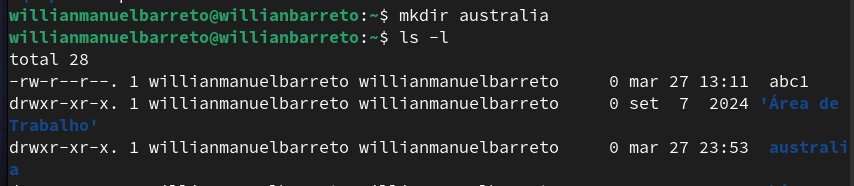 willianmanuelbarreto@willianbarreto:~$ mkdir australia
willianmanuelbarreto@willianbarreto:~$ ls -l
total 28
-rw-r--r--. 1 willianmanuelbarreto willianmanuelbarreto     0 mar 27 13:11  abc1
drwxr-xr-x. 1 willianmanuelbarreto willianmanuelbarreto     0 set  7  2024 'Área de
Trabalho'
drwxr-xr-x. 1 willianmanuelbarreto willianmanuelbarreto     0 mar 27 23:53  australi
a